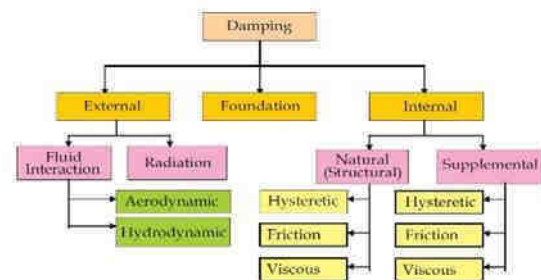 Damping
External
Foundation
Internal
Fluid
Interaction
Radiation
Natural
(Structural)
Supplemental
Aerodynamic
Hydrodynamic
Hysteretic
Friction
Viscous
Hysteretic
Friction
Viscous